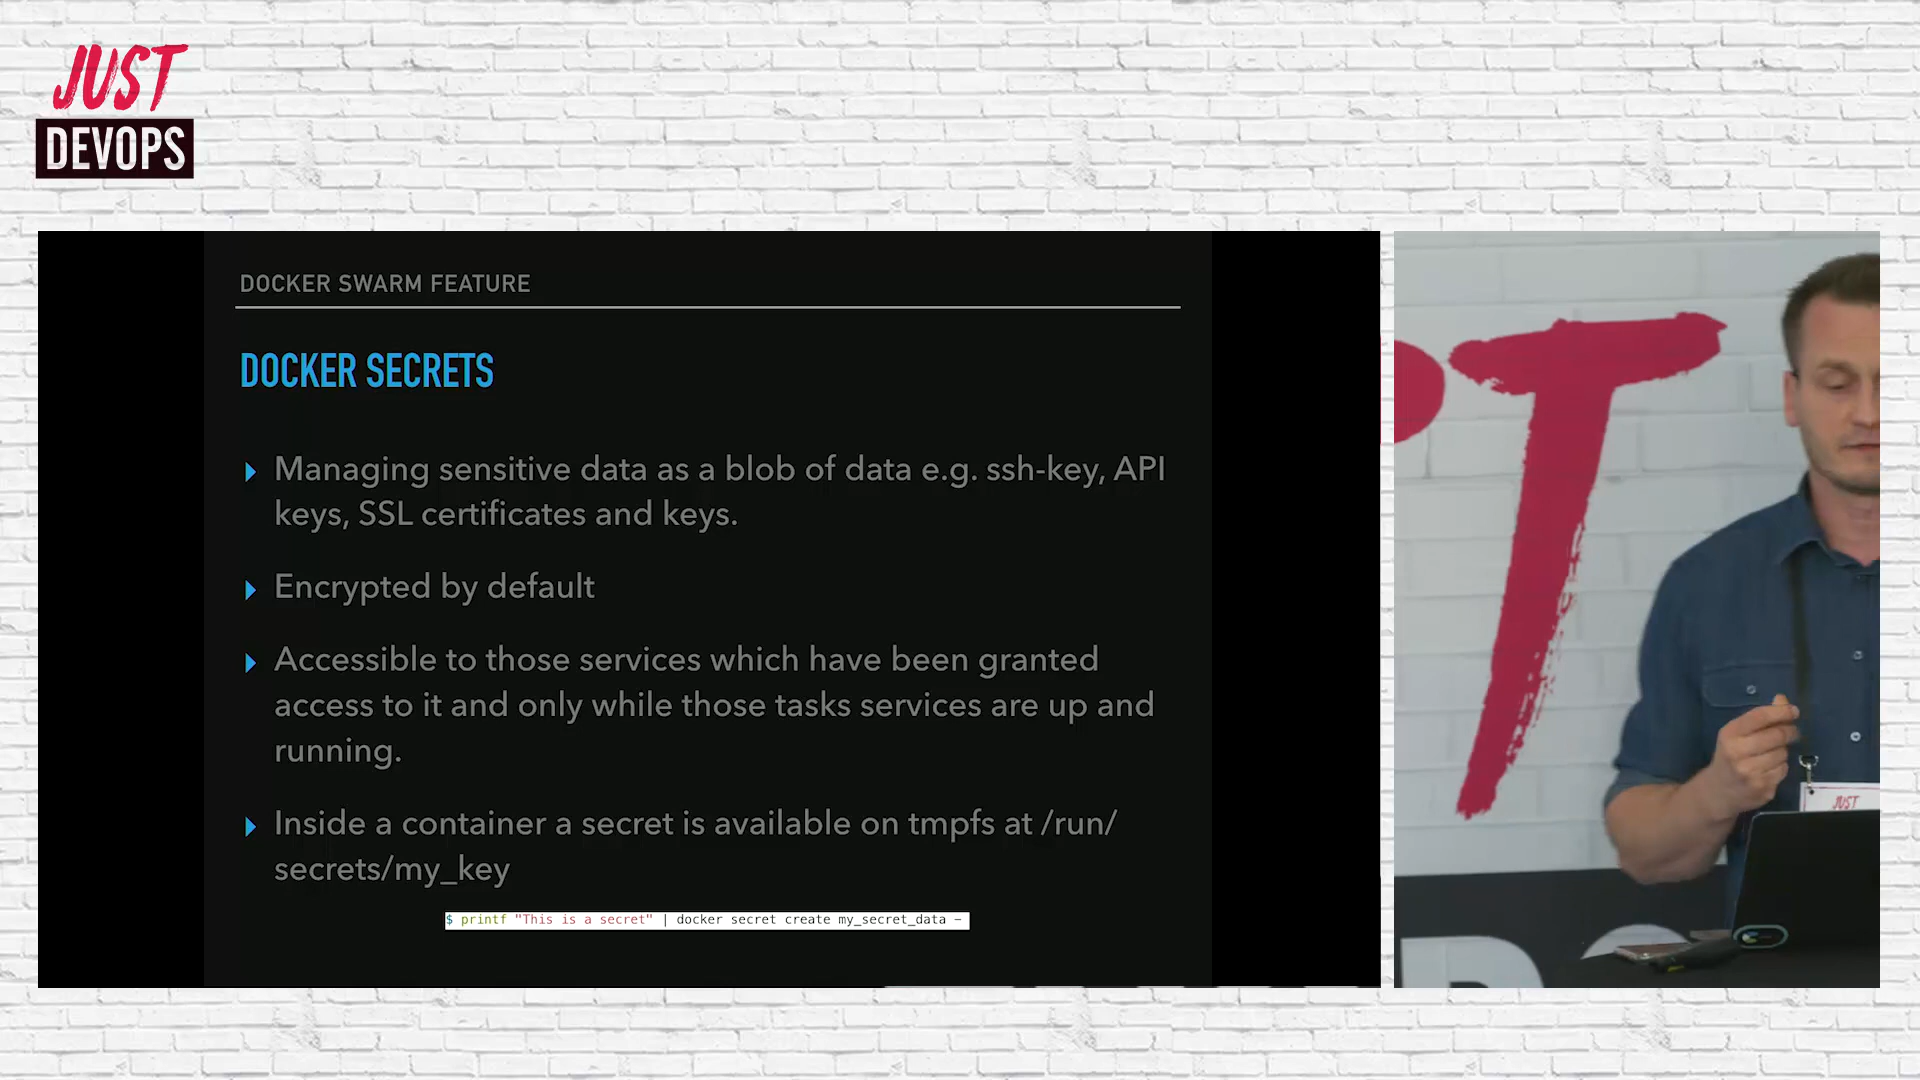 JUST
DEVOPS
DOCKER SWARM FEATURE
DOCKER SECRETS
Managing sensitive data as a blob of data e.g. ssh-key, API
keys, SSL certificates and keys.
Encrypted by default
Accessible to those services which have been granted
access to it and only while those tasks services are up and
running.
Inside a container a secret is available on tmpfs at /run/
secrets/my_key
$ printf "This is a secret" | docker secret create my_secret_data -
T
JUST